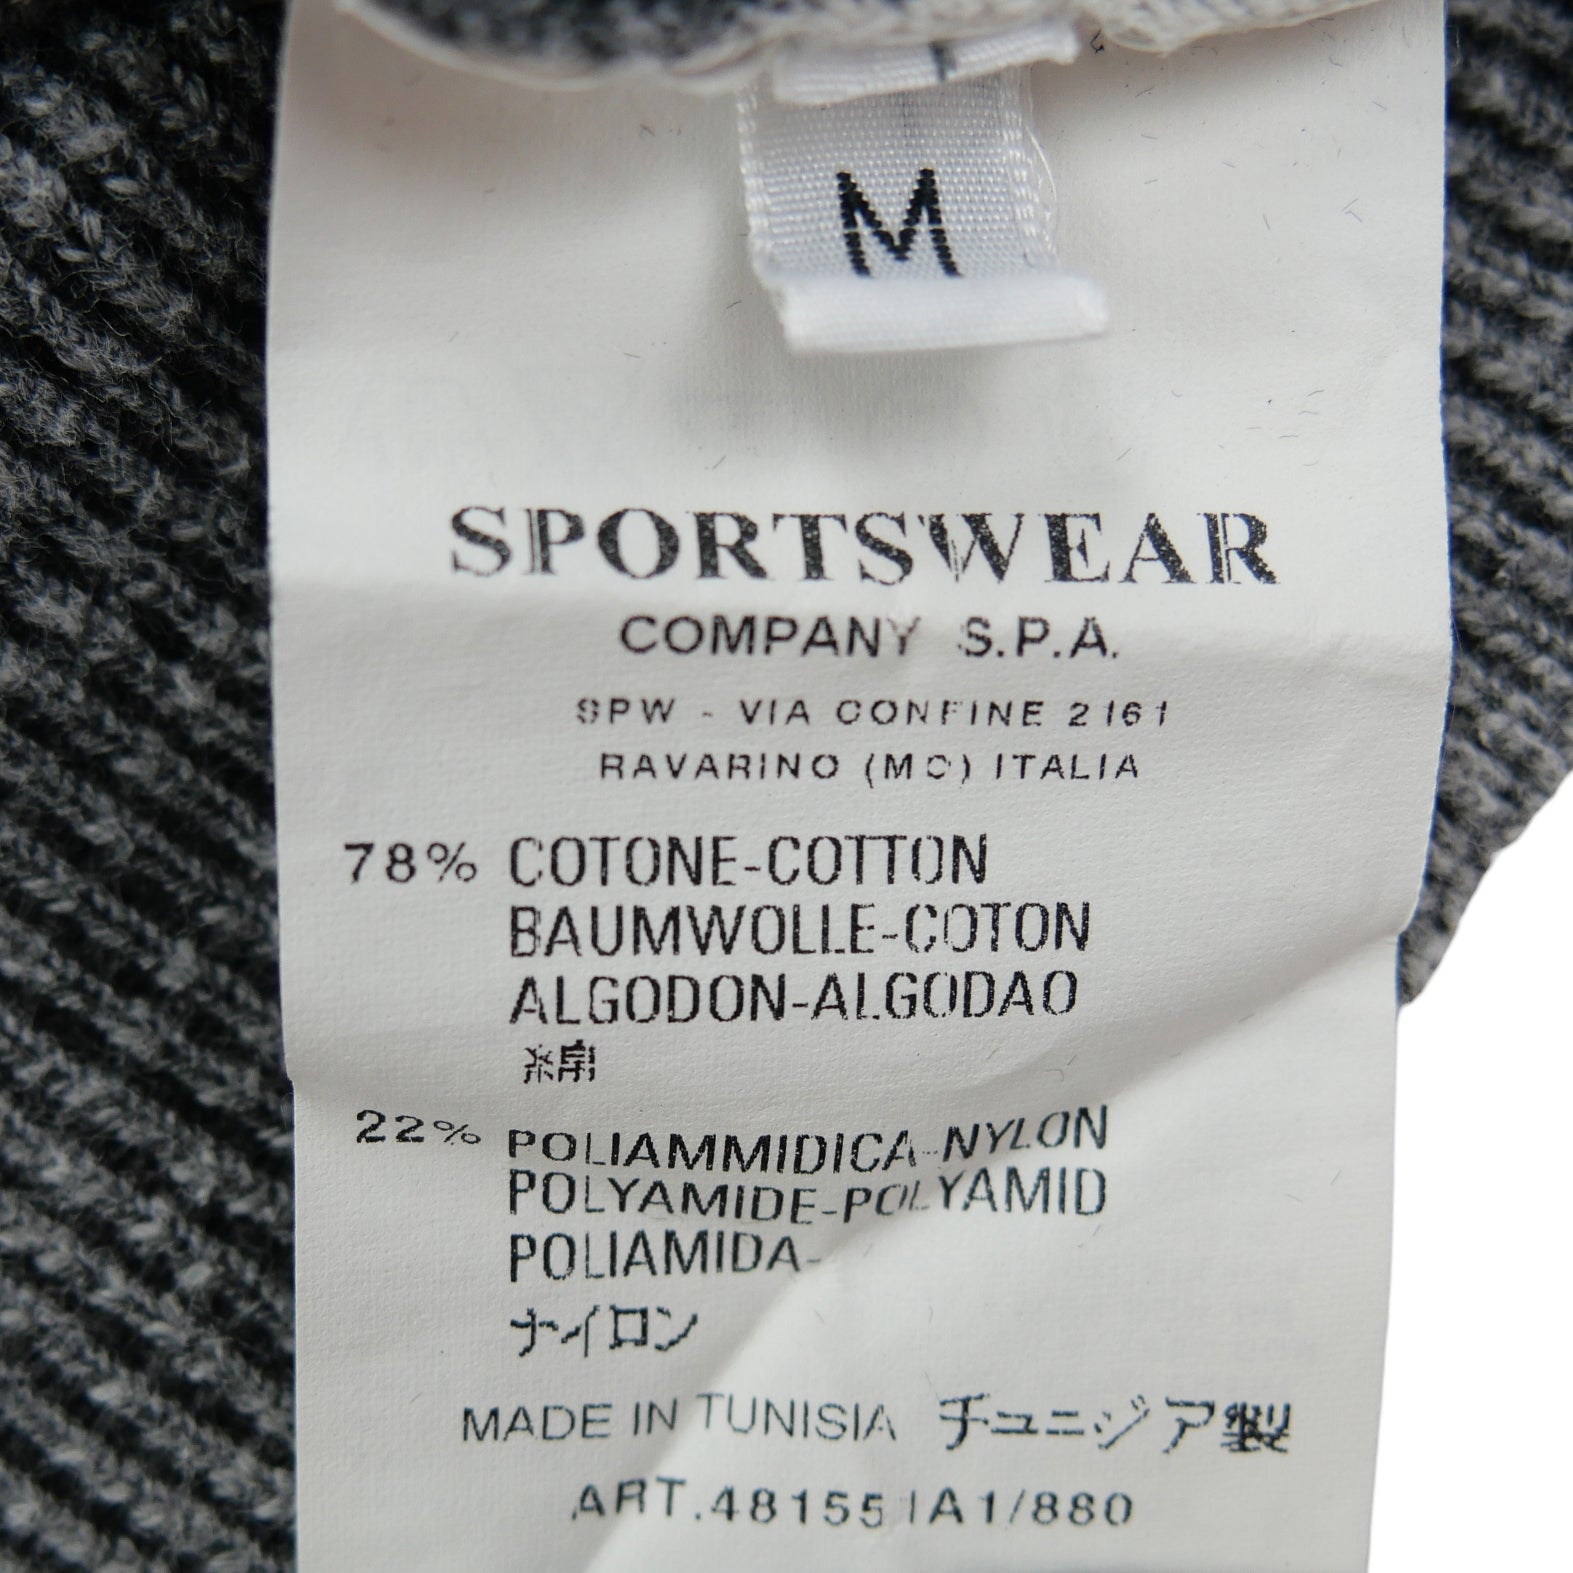 M
SPORTSWEAR
COMPANY S.P.A.
SPW - VIA CONFINE 2161
RAVARINO (MO) ITALIA
78% COTONE-COTTON
BAUMWOLLE-COTON
ALGODON-ALGODAO
綿
22% POLIAMMIDICA-NYLON
POLYAMIDE-POLYAMID
POLIAMIDA-
ナイロン
MADE IN TUNISIA チュニジア製
ART.481551A1/880